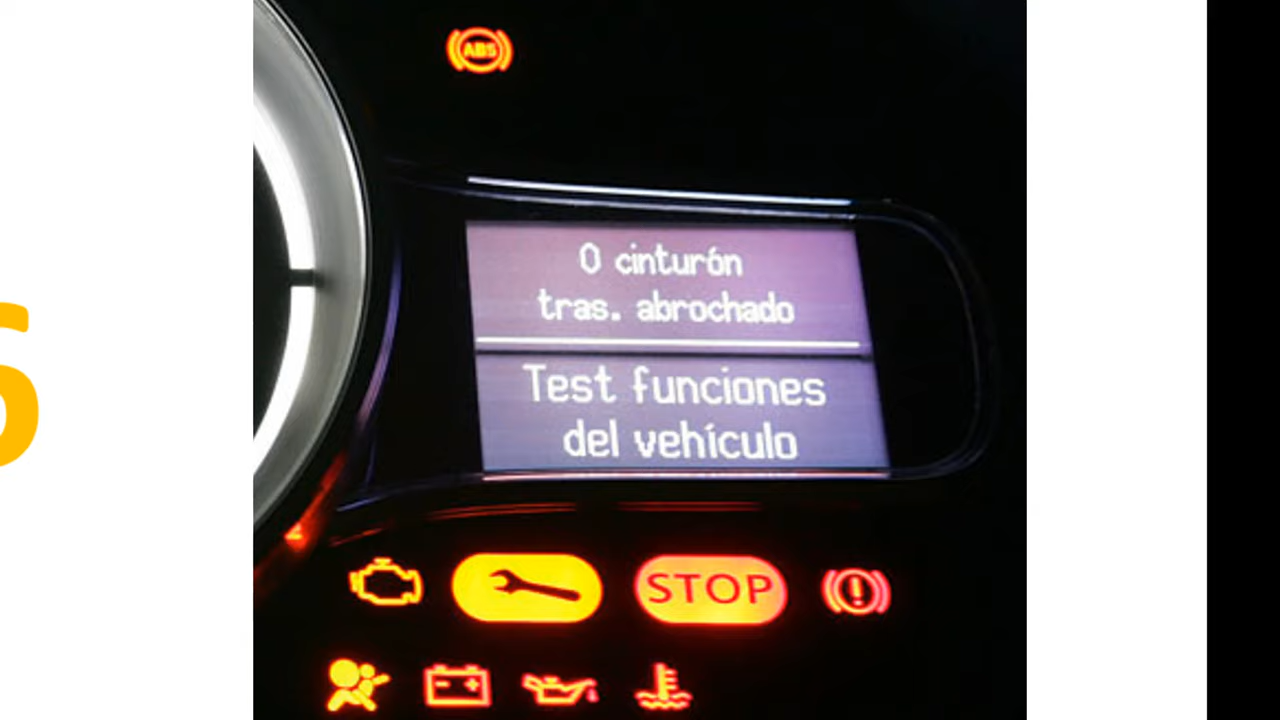 ABS
0 cinturón
tras. abrochado
Test funciones
del vehículo
STOP